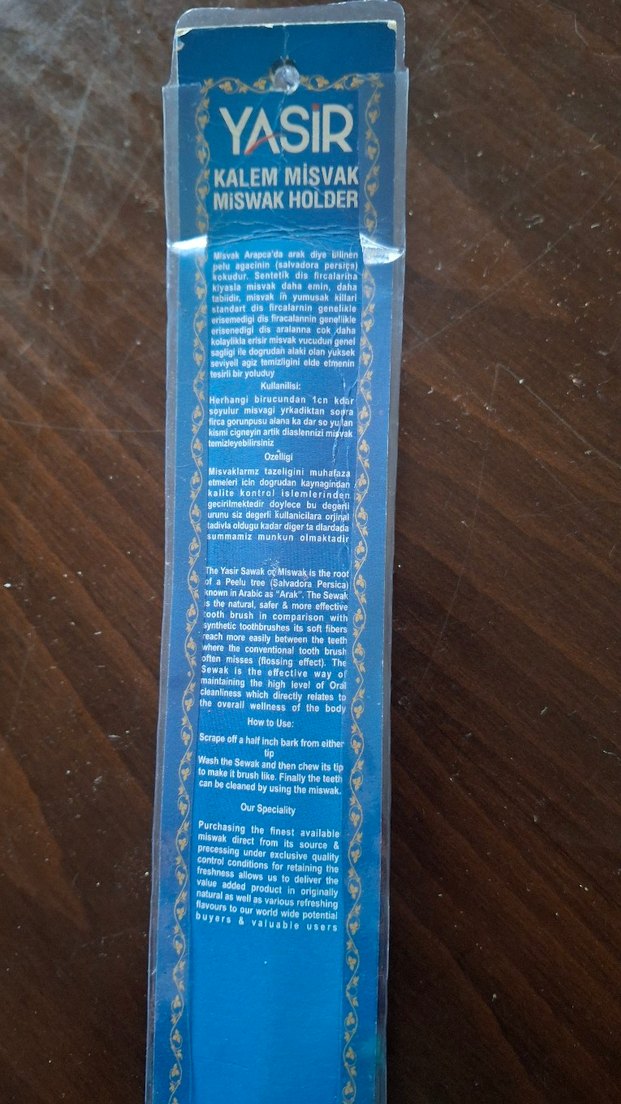 YASİR
KALEM MİSVAK
MİSWAK HOLDER
Misvak Arapca'da arak diye bilinen
pelu agacinin (salvadora persica)
kokudur. Sentetik dis fircalariha
kiyasla misvak daha emin, daha
tabiidir, misvak in yumusak killari
standart dis fircalarnin genelikle
erisemedigi dis firacalannin genellikle
erisenedigi dis aralanna cok daha
kolaylikla erisir misvak vucudun genel
sagligi ile dogrudan alaki olan yuksek
seviyeli agiz temizligini elde etmenin
tesirli bir yoluduy
Kullanilisi:
Herhangi birucundan 1cn kdar
soyulur misvagi yrkadiktan sonra
firca gorunpusu alana ka dar so yulan
kismi cigneyin artik diaslennizi misvak
temizleyebilirsiniz
Ozelligi
Misvaklarmz tazeligini muhafaza
etmeleri icin dogrudan kaynagindan
kalite kontrol islemlerinden
gecirilmektedir doylece bu degerli
urunu siz degerli kullanicilara orjinal
tadivla oldugu kadar diger ta dlardada
summamiz munkun olmaktadir
The Yasir Sawak or Miswak is the root
of a Peelu tree (Salvadora Persica)
known in Arabic as "Arak". The Sewak
is the natural, safer & more effective
tooth brush in comparison with
synthetic toothbrushes its soft fibers
reach more easily between the teeth
where the conventional tooth brush
often misses (flossing effect). The
Sewak is the effective way of
maintaining the high level of Oral
cleanliness which directly relates to
the overall wellness of the body
How to Use:
Scrape off a half inch bark from either
tip
Wash the Sewak and then chew its tip
to make it brush like. Finally the teeth
can be cleaned by using the miswak.
Our Speciality
Purchasing the finest available
miswak direct from its source &
precessing under exclusive quality
control conditions for retaining the
freshness allows us to deliver the
value added product in originally
natural as well as various refreshing
flavours to our world wide potential
buyers & valuable users